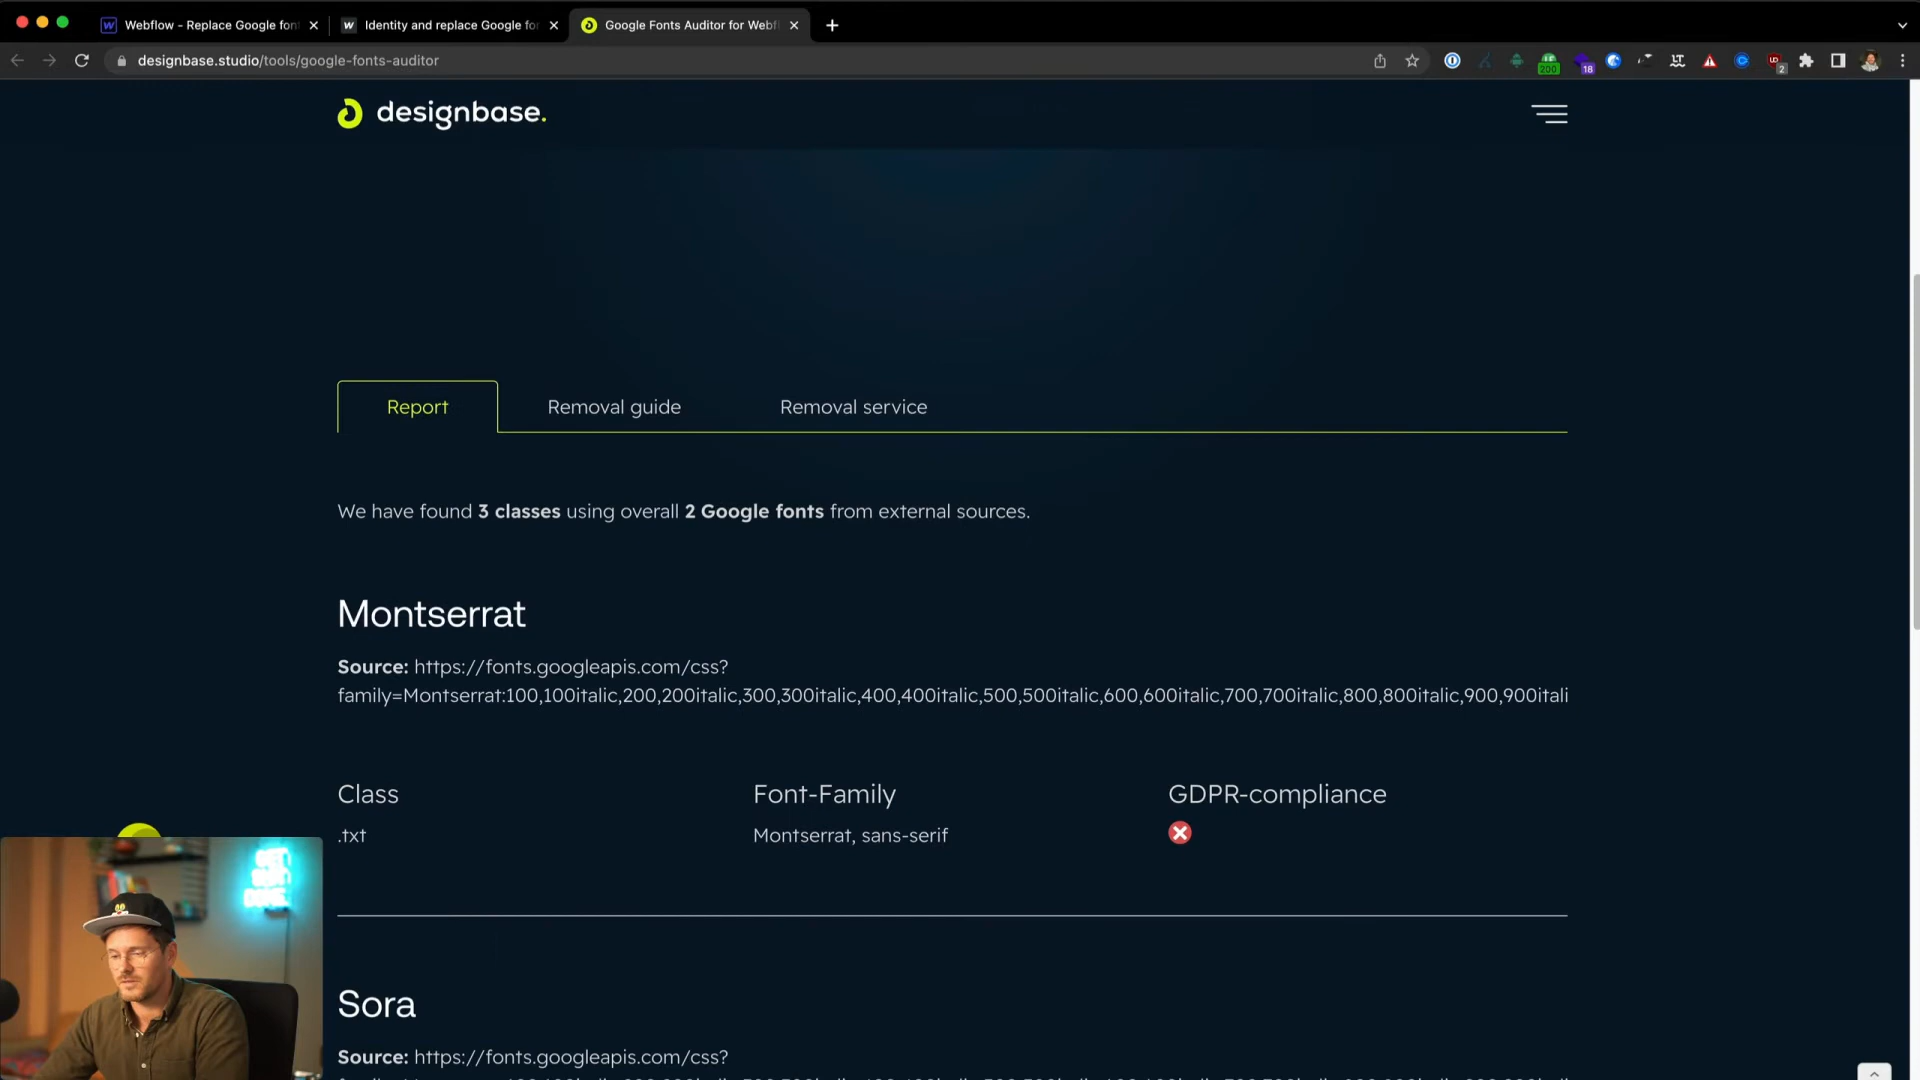 Webflow - Replace Google fon
Identity and replace Google fo
Google Fonts Auditor for Webf
designbase.studio/tools/google-fonts-auditor
200
18
2
designbase.
Report
Removal guide
Removal service
We have found 3 classes using overall 2 Google fonts from external sources.
Montserrat
Source: https://fonts.googleapis.com/css?
family=Montserrat:100,100italic,200,200italic,300,300italic,400,400italic,500,500italic,600,600italic,700,700italic,800,800italic,900,900itali
Class
Font-Family
GDPR-compliance
.txt
Montserrat, sans-serif
Sora
Source: https://fonts.googleapis.com/css?